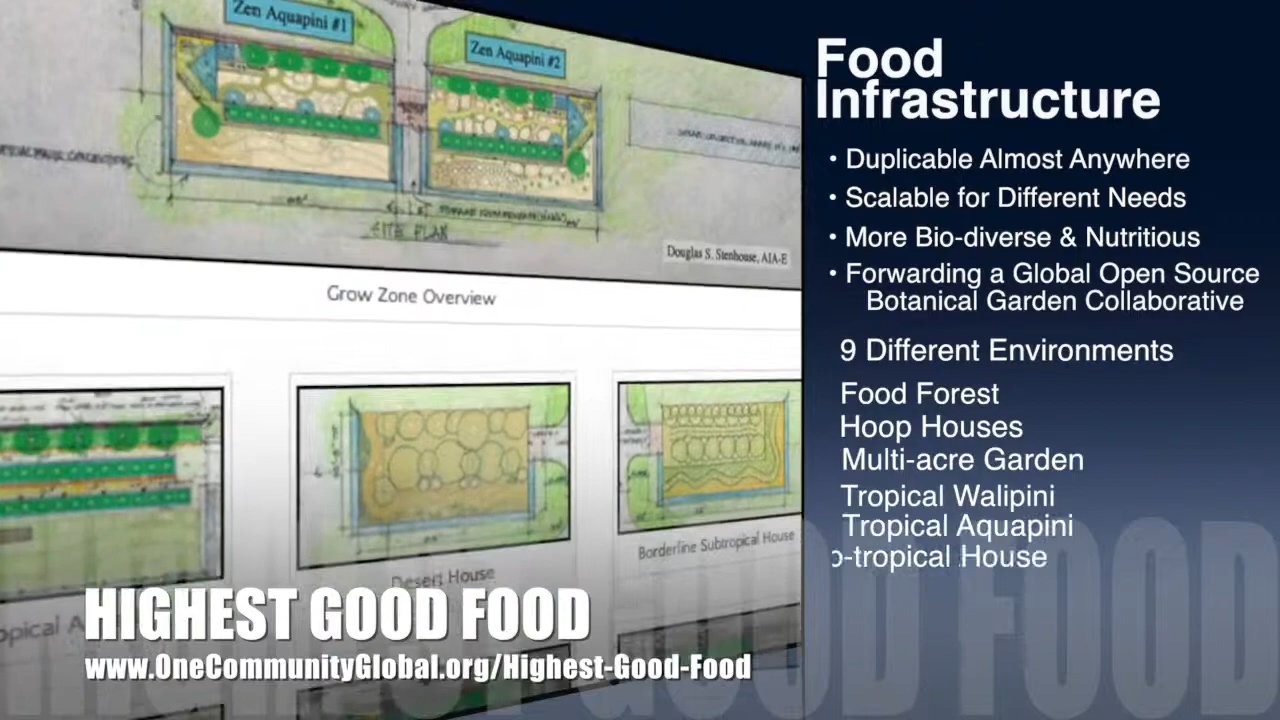 Zen Aquapini #1
Zen Aquapini #2
SITE PLAN
Douglas S. Stenhouse, AIA-E
Grow Zone Overview
Desert House
Borderline Subtropical House
HIGHEST GOOD FOOD
www.OneCommunityGlobal.org/Highest-Good-Food
Food
Infrastructure
• Duplicable Almost Anywhere
• Scalable for Different Needs
• More Bio-diverse & Nutritious
• Forwarding a Global Open Source
Botanical Garden Collaborative
9 Different Environments
Food Forest
Hoop Houses
Multi-acre Garden
Tropical Walipini
Tropical Aquapini
o-tropical House
GOOD FOOD